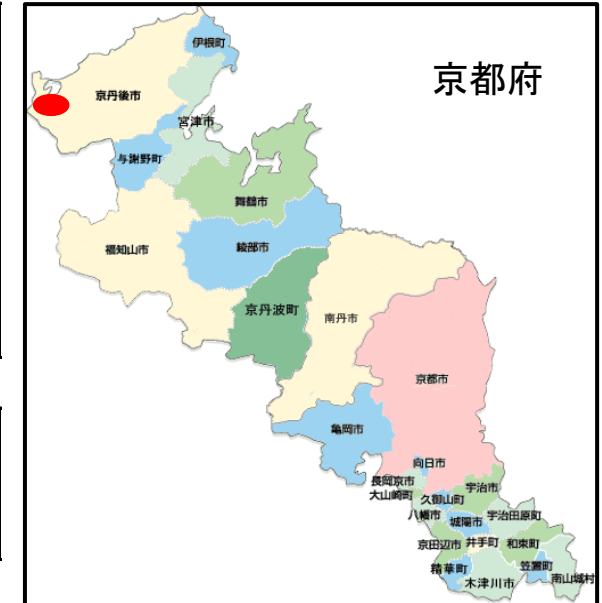 京都府
伊根町
京丹後市
宮津市
与謝野町
舞鶴市
綾部市
福知山市
京丹波町
南丹市
京都市
亀岡市
向日市
長岡京市
大山崎町
宇治市
久御山町
八幡市
宇治田原町
城陽市
京田辺市
井手町
和束町
精華町
笠置町
木津川市
南山城村